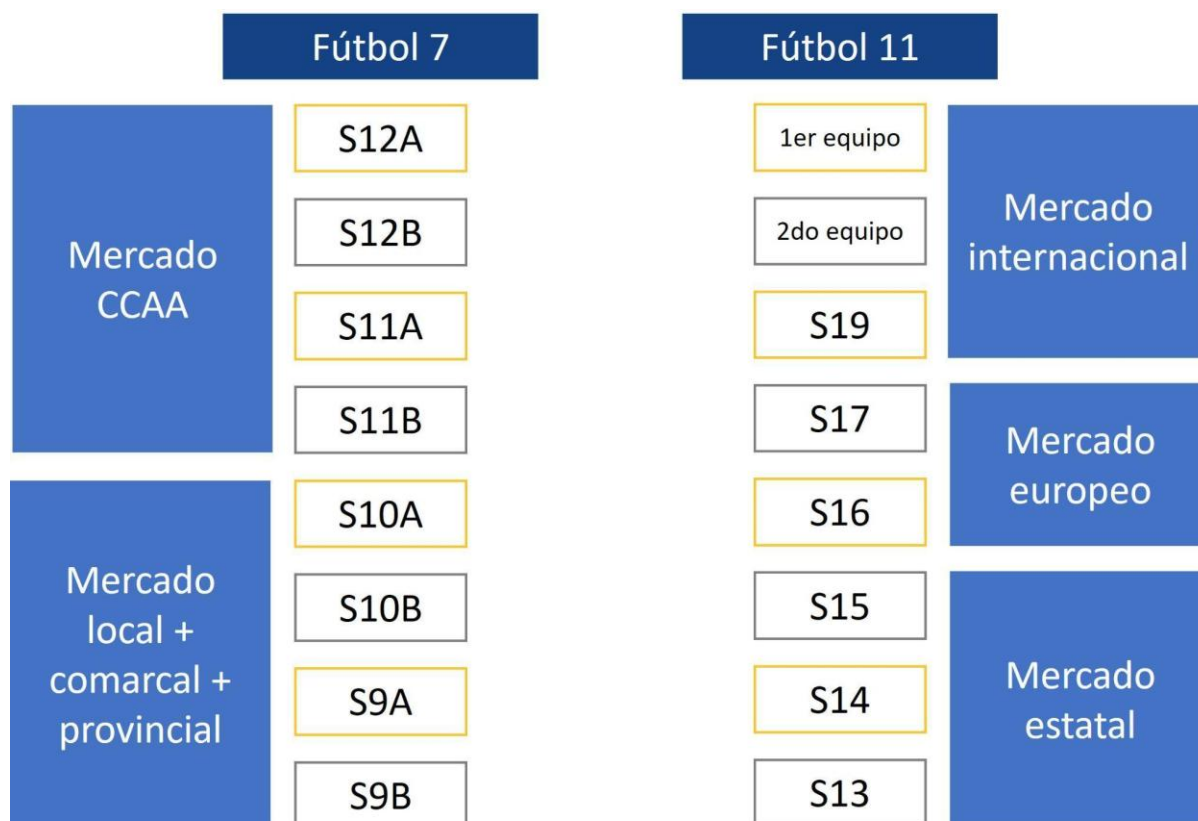 Fútbol 7
Mercado
CCAA
S12A
S12B
S11A
S11B
Mercado
local +
comarcal +
provincial
S10A
S10B
S9A
S9B
Fútbol 11
1er equipo
2do equipo
S19
Mercado
internacional
S17
S16
Mercado
europeo
S15
S14
S13
Mercado
estatal